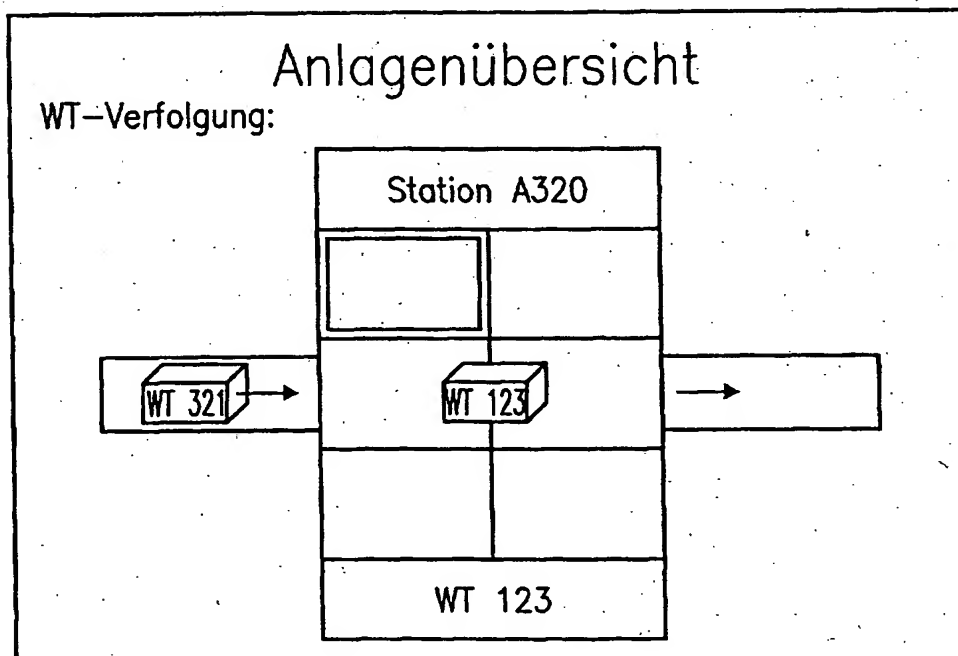 Anlagenübersicht
WT-Verfolgung:
Station A320
WT 321
WT 123
WT 123